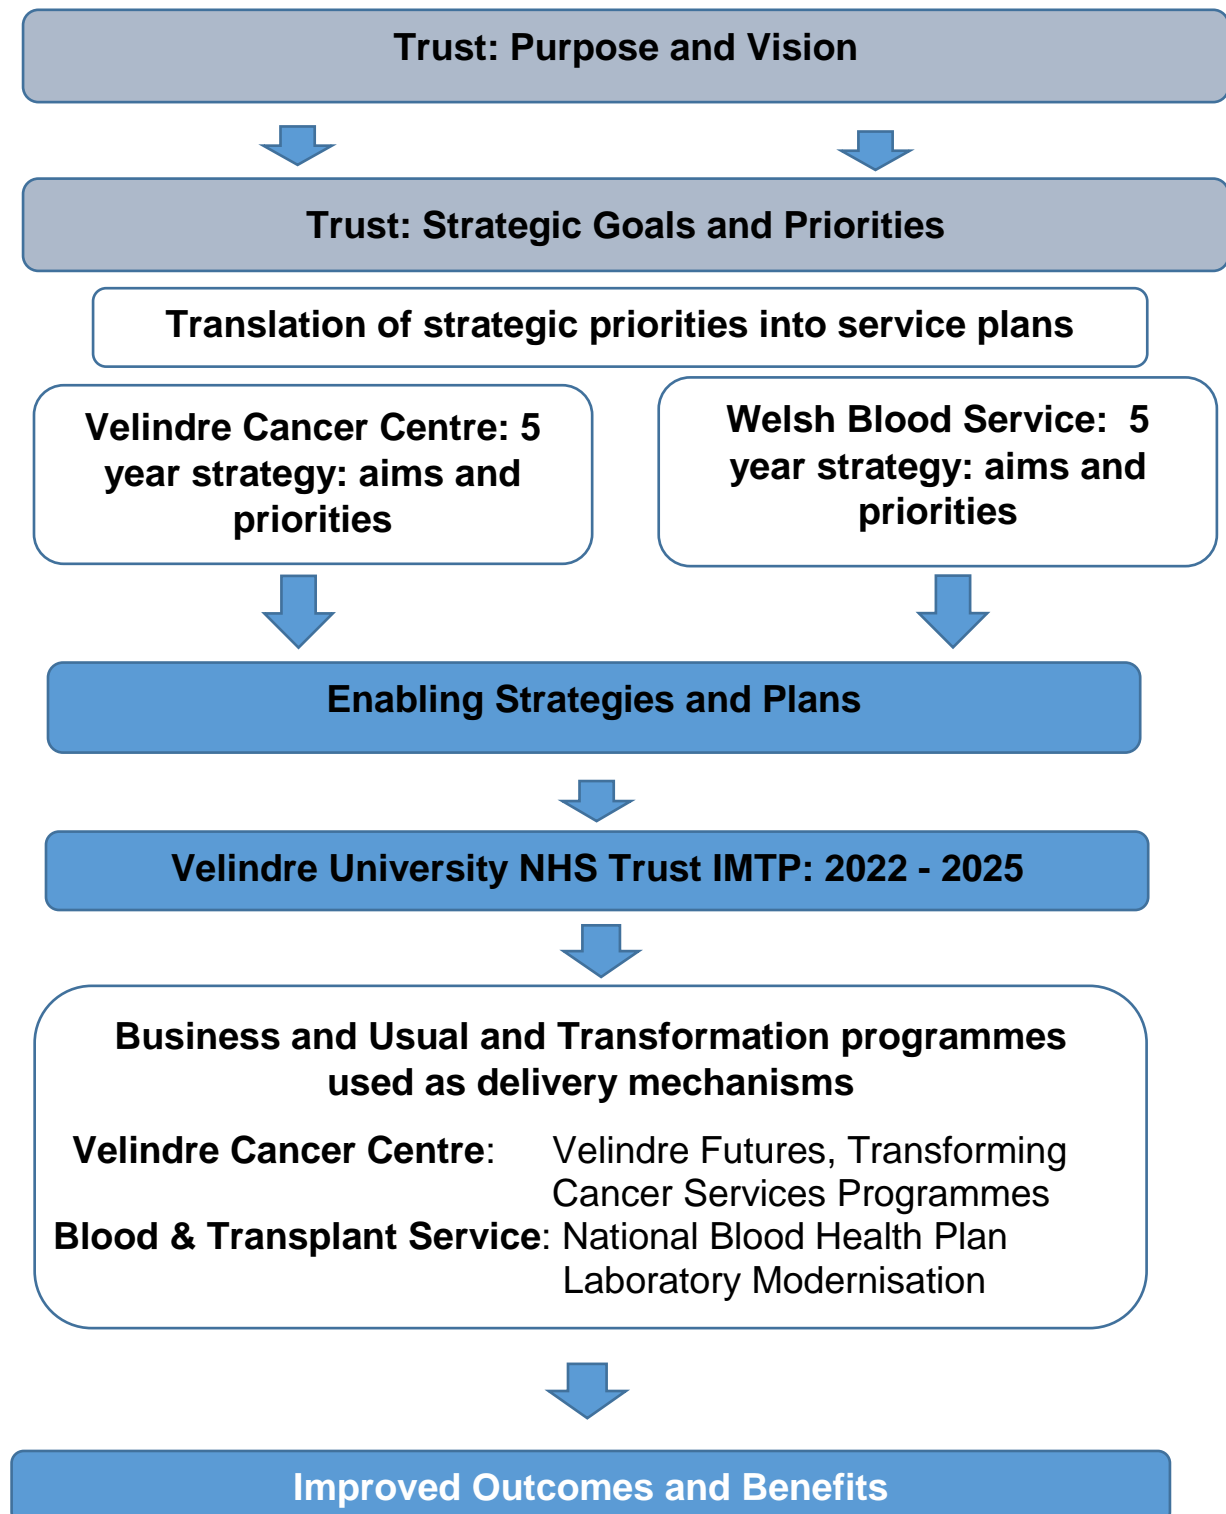 Trust: Purpose and Vision
Trust: Strategic Goals and Priorities
Translation of strategic priorities into service plans
Velindre Cancer Centre: 5
year strategy: aims and
priorities
Welsh Blood Service:  5
year strategy: aims and
priorities
Enabling Strategies and Plans
Velindre University NHS Trust IMTP: 2022 - 2025
Business and Usual and Transformation programmes
used as delivery mechanisms
Velindre Cancer Centre: Velindre Futures, Transforming
Cancer Services Programmes
Blood & Transplant Service: National Blood Health Plan
Laboratory Modernisation
Improved Outcomes and Benefits